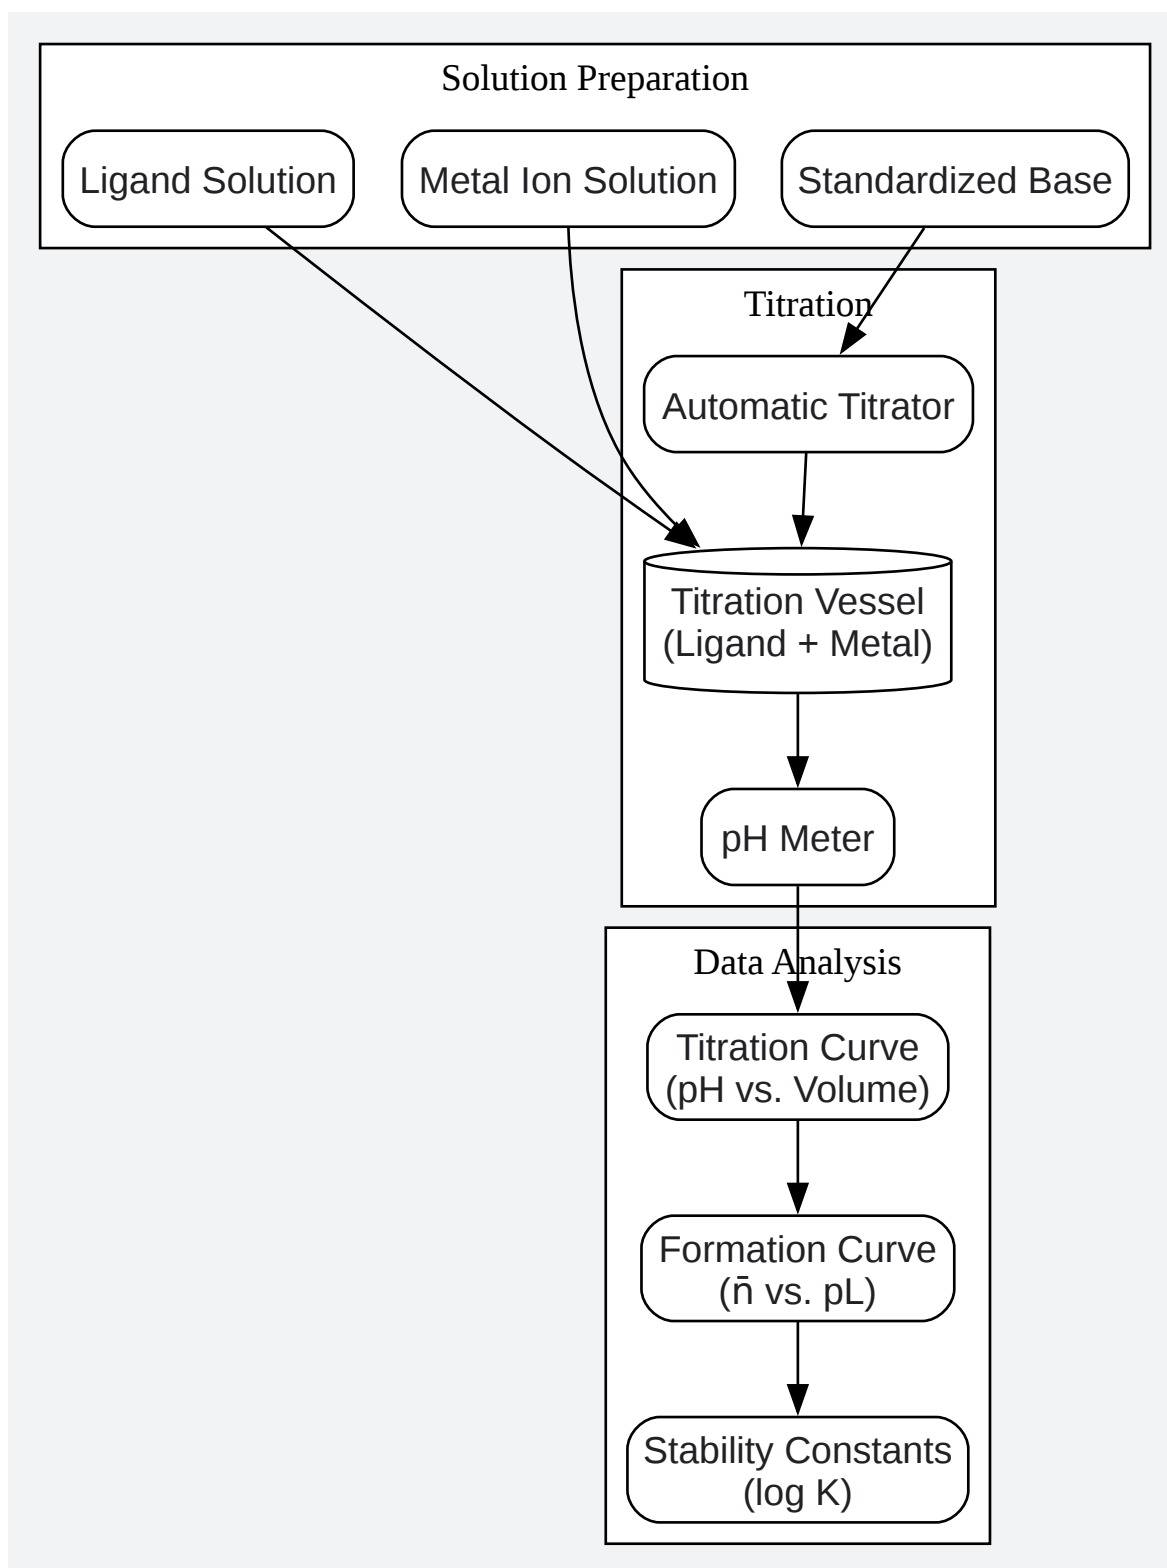 Solution Preparation
Ligand Solution
Metal Ion Solution
Standardized Base
Titration
Automatic Titrator
Titration Vessel
(Ligand + Metal)
pH Meter
Data Analysis
Titration Curve
(pH vs. Volume)
Formation Curve
(n̄ vs. pL)
Stability Constants
(log K)